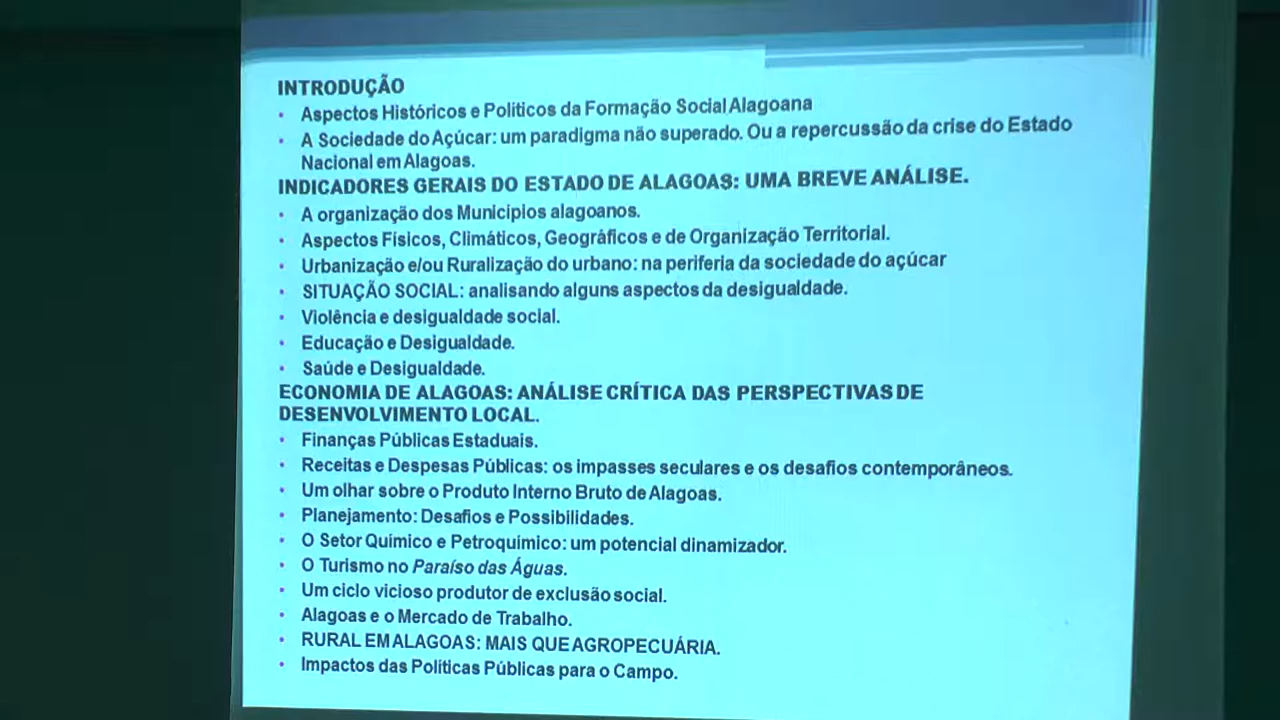 INTRODUÇÃO
• Aspectos Históricos e Políticos da Formação Social Alagoana
• A Sociedade do Açúcar: um paradigma não superado. Ou a repercussão da crise do Estado
Nacional em Alagoas.
INDICADORES GERAIS DO ESTADO DE ALAGOAS: UMA BREVE ANÁLISE.
• A organização dos Municípios alagoanos.
• Aspectos Físicos, Climáticos, Geográficos e de Organização Territorial.
• Urbanização e/ou Ruralização do urbano: na periferia da sociedade do açúcar
• SITUAÇÃO SOCIAL: analisando alguns aspectos da desigualdade.
• Violência e desigualdade social.
• Educação e Desigualdade.
• Saúde e Desigualdade.
ECONOMIA DE ALAGOAS: ANÁLISE CRÍTICA DAS PERSPECTIVAS DE
DESENVOLVIMENTO LOCAL.
• Finanças Públicas Estaduais.
• Receitas e Despesas Públicas: os impasses seculares e os desafios contemporâneos.
• Um olhar sobre o Produto Interno Bruto de Alagoas.
• Planejamento: Desafios e Possibilidades.
• O Setor Químico e Petroquímico: um potencial dinamizador.
• O Turismo no Paraíso das Águas.
• Um ciclo vicioso produtor de exclusão social.
• Alagoas e o Mercado de Trabalho.
• RURAL EM ALAGOAS: MAIS QUE AGROPECUÁRIA.
• Impactos das Políticas Públicas para o Campo.